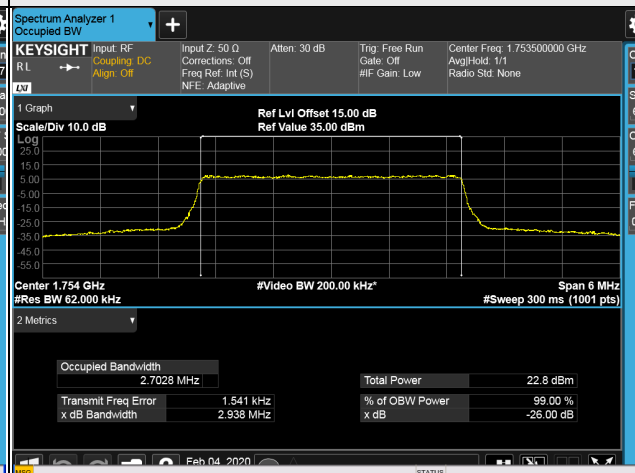 Spectrum Analyzer 1
Occupied BW
KEYSIGHT
RL
LXI
Input: RF
Coupling: DC
Align: Off
Input Z: 50 Ω
Corrections: Off
Freq Ref: Int (S)
NFE: Adaptive
Atten: 30 dB
Trig: Free Run
Gate: Off
#IF Gain: Low
Center Freq: 1.753500000 GHz
Avg|Hold: 1/1
Radio Std: None
1 Graph
Scale/Div 10.0 dB
Ref Lvl Offset 15.00 dB
Ref Value 35.00 dBm
Log
25.0
15.0
5.00
-5.00
-15.0
-25.0
-35.0
-45.0
-55.0
Center 1.754 GHz
#Video BW 200.00 kHz*
Span 6 MHz
#Res BW 62.000 kHz
#Sweep 300 ms (1001 pts)
2 Metrics
Occupied Bandwidth
2.7028 MHz
Total Power 22.8 dBm
Transmit Freq Error 1.541 kHz
% of OBW Power 99.00 %
x dB Bandwidth 2.938 MHz
x dB -26.00 dB
Feb 04, 2020
MSG
STATUS